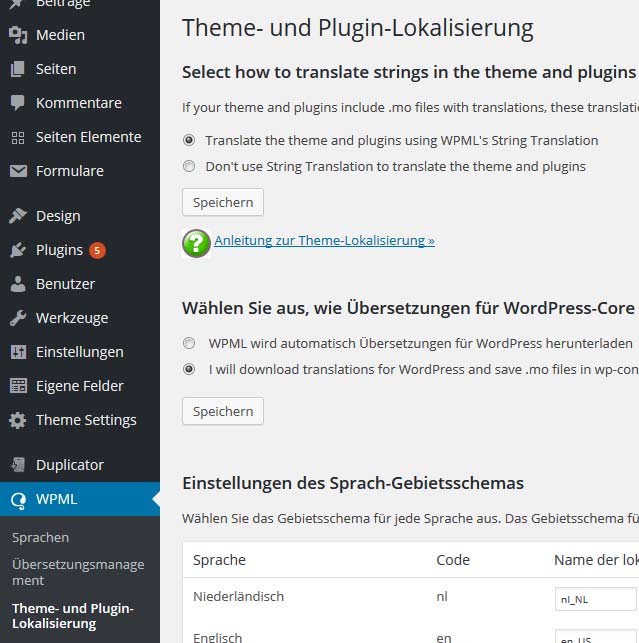 Beiträge
Medien
Seiten
Kommentare
Seiten Elemente
Formulare
Design
Plugins 5
Benutzer
Werkzeuge
Einstellungen
Eigene Felder
Theme Settings
Duplicator
WPML
Sprachen
Übersetzungsmanage
ment
Theme- und Plugin-
Lokalisierung
Theme- und Plugin-Lokalisierung
Select how to translate strings in the theme and plugins
If your theme and plugins include .mo files with translations, these
Translate the theme and plugins using WPML's String Translation
Don't use String Translation to translate the theme and plugins
Speichern
Anleitung zur Theme-Lokalisierung »
Wählen Sie aus, wie Übersetzungen für WordPress-Core
WPML wird automatisch Übersetzungen für WordPress herunterladen
I will download translations for WordPress and save .mo files in wp-con
Speichern
Einstellungen des Sprach-Gebietsschemas
Wählen Sie das Gebietsschema für jede Sprache aus. Das Gebietsschema fü
Sprache Code Name der lok
Niederländisch nl nl_NL
Englisch en en_US